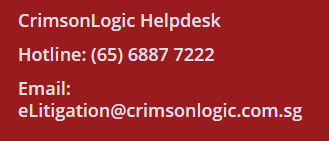 CrimsonLogic Helpdesk
Hotline: (65) 6887 7222
Email:
eLitigation@crimsonlogic.com.sg